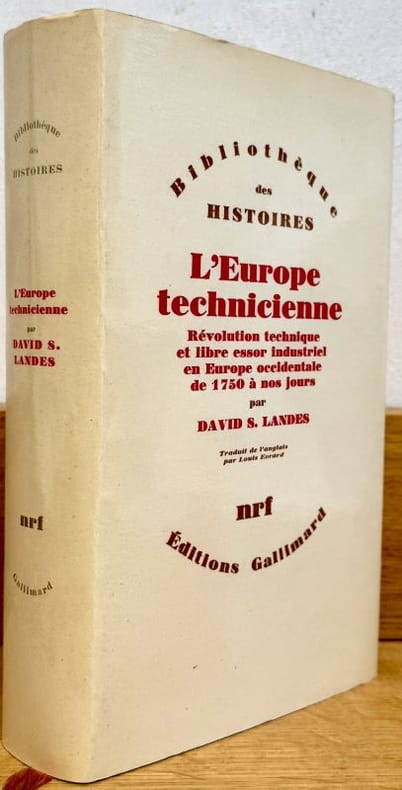 Bibliothèque
des
HISTOIRES
L'Europe
technicienne
par
DAVID S.
LANDES
nrf
Gallimard
Bibliothèque
des
HISTOIRES
L'Europe
technicienne
Révolution technique
et libre essor industriel
en Europe occidentale
de 1750 à nos jours
par
DAVID S. LANDES
Traduit de l'anglais
par Louis Evrard
nrf
Éditions Gallimard